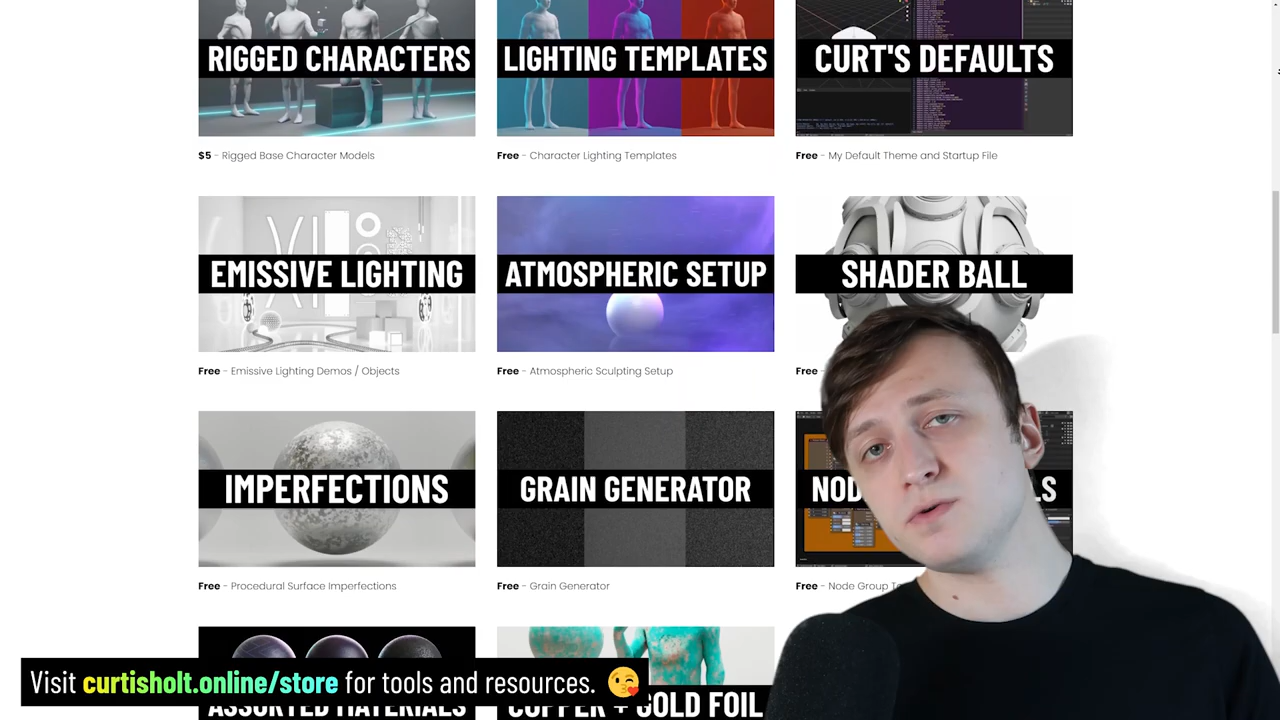 RIGGED CHARACTERS
LIGHTING TEMPLATES
CURT'S DEFAULTS
$5 - Rigged Base Character Models
Free - Character Lighting Templates
Free - My Default Theme and Startup File
EMISSIVE LIGHTING
ATMOSPHERIC SETUP
SHADER BALL
Free - Emissive Lighting Demos / Objects
Free - Atmospheric Sculpting Setup
Free -
IMPERFECTIONS
GRAIN GENERATOR
Free - Procedural Surface Imperfections
Free - Grain Generator
Free - Node Group
ASSORTED MATERIALS
COPPER + GOLD FOIL
Visit curtisholt.online/store for tools and resources. 😘